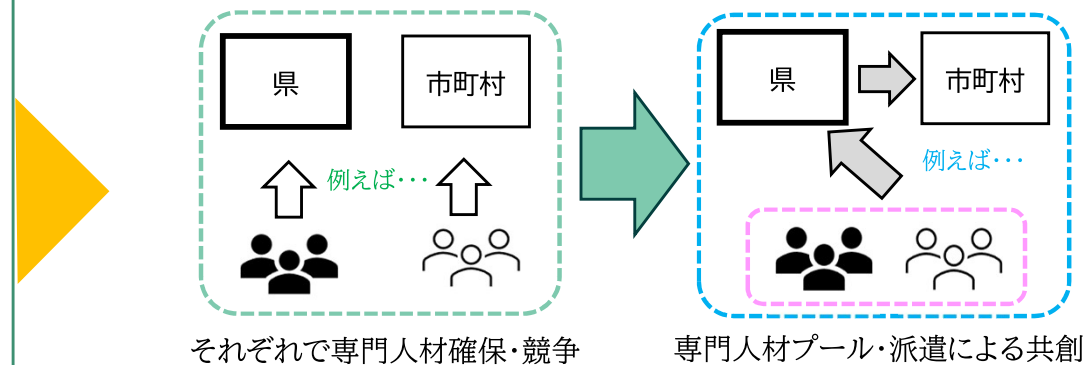 県
市町村
例えば・・・
それぞれで専門人材確保・競争
県
市町村
例えば・・・
専門人材プール・派遣による共創